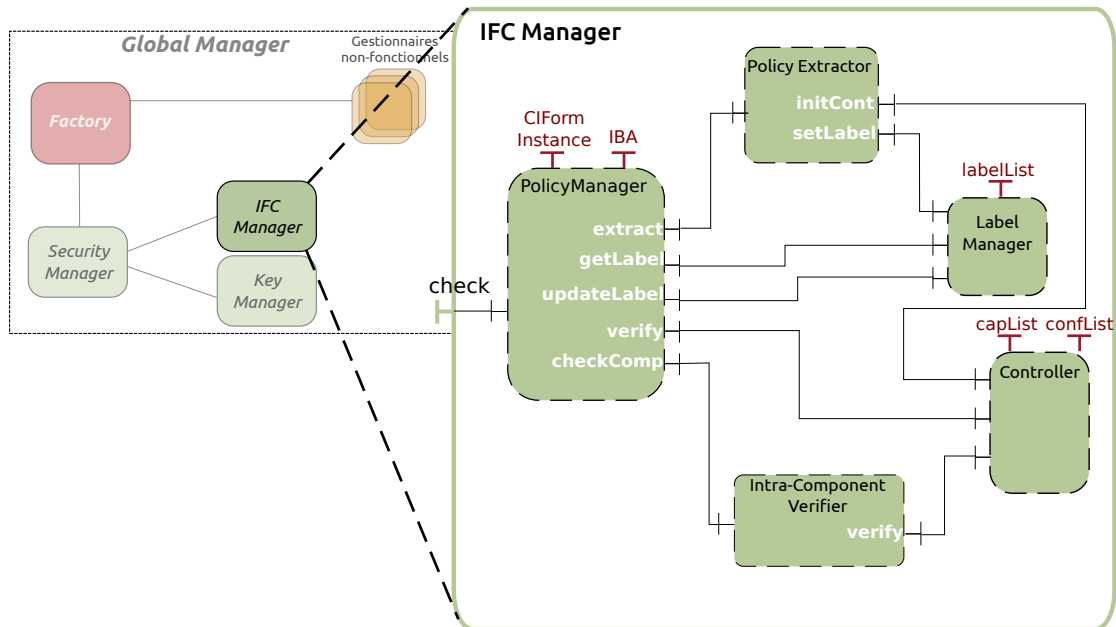 Global Manager
Gestionnaires
non-fonctionnels
Factory
IFC
Manager
Security
Manager
Key
Manager
IFC Manager
check
CIForm
Instance
IBA
PolicyManager
extract
getLabel
updateLabel
verify
checkComp
Policy Extractor
initCont
setLabel
labelList
Label
Manager
capList
confList
Controller
Intra-Component
Verifier
verify